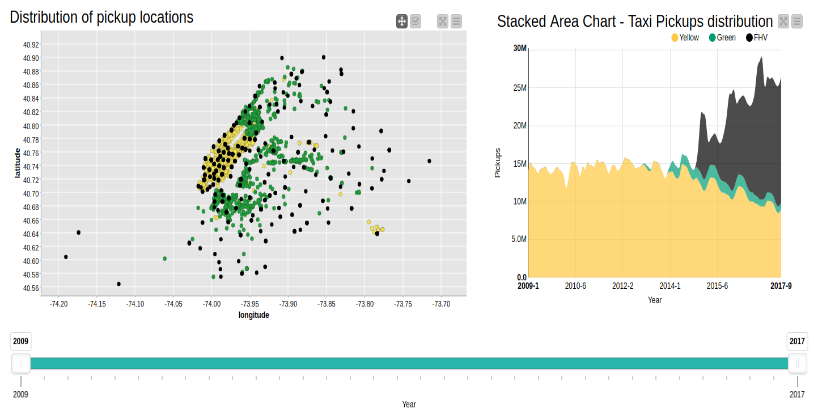 Distribution of pickup locations
Stacked Area Chart - Taxi Pickups distribution
Yellow Green FHV
40.92
40.90
40.88
40.86
40.84
40.82
40.80
40.78
40.76
40.74
40.72
40.70
40.68
40.66
40.64
40.62
40.60
40.58
40.56
latitude
-74.20 -74.15 -74.10 -74.05 -74.00 -73.95 -73.90 -73.85 -73.80 -73.75 -73.70
longitude
30M
25M
20M
15M
10M
5.0M
0.0
Pickups
2009-1 2010-6 2012-2 2014-1 2015-6 2017-9
Year
2009 2017
2009 2017
Year